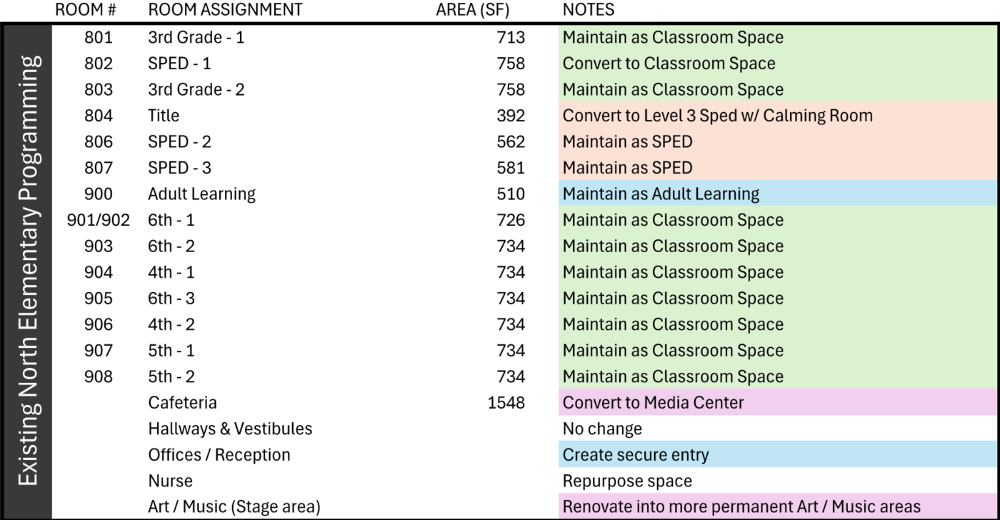 ROOM # ROOM ASSIGNMENT AREA (SF) NOTES
Existing North Elementary Programming
801 3rd Grade - 1 713 Maintain as Classroom Space
802 SPED - 1 758 Convert to Classroom Space
803 3rd Grade - 2 758 Maintain as Classroom Space
804 Title 392 Convert to Level 3 Sped w/ Calming Room
806 SPED - 2 562 Maintain as SPED
807 SPED - 3 581 Maintain as SPED
900 Adult Learning 510 Maintain as Adult Learning
901/902 6th - 1 726 Maintain as Classroom Space
903 6th - 2 734 Maintain as Classroom Space
904 4th - 1 734 Maintain as Classroom Space
905 6th - 3 734 Maintain as Classroom Space
906 4th - 2 734 Maintain as Classroom Space
907 5th - 1 734 Maintain as Classroom Space
908 5th - 2 734 Maintain as Classroom Space
Cafeteria 1548 Convert to Media Center
Hallways & Vestibules No change
Offices / Reception Create secure entry
Nurse Repurpose space
Art / Music (Stage area) Renovate into more permanent Art / Music areas